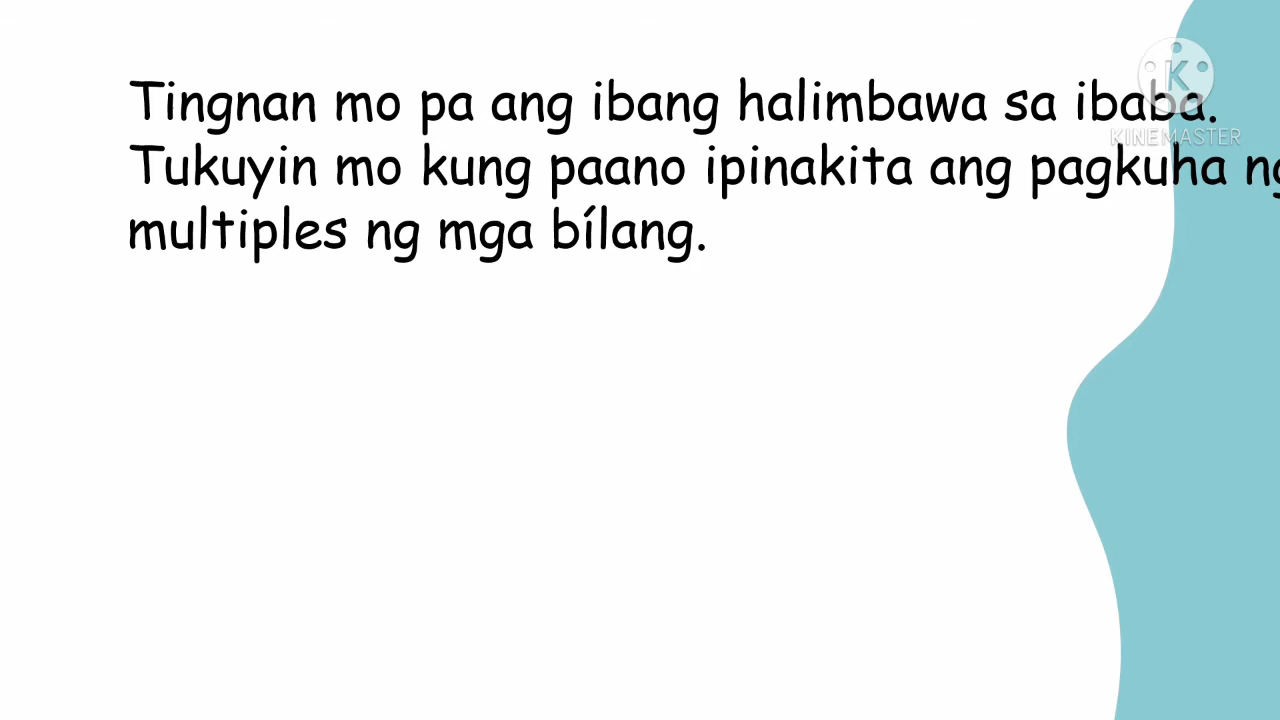 Tingnan mo pa ang ibang halimbawa sa ibaba.
Tukuyin mo kung paano ipinakita ang pagkuha ng
multiples ng mga bílang.
K
KINEMASTER